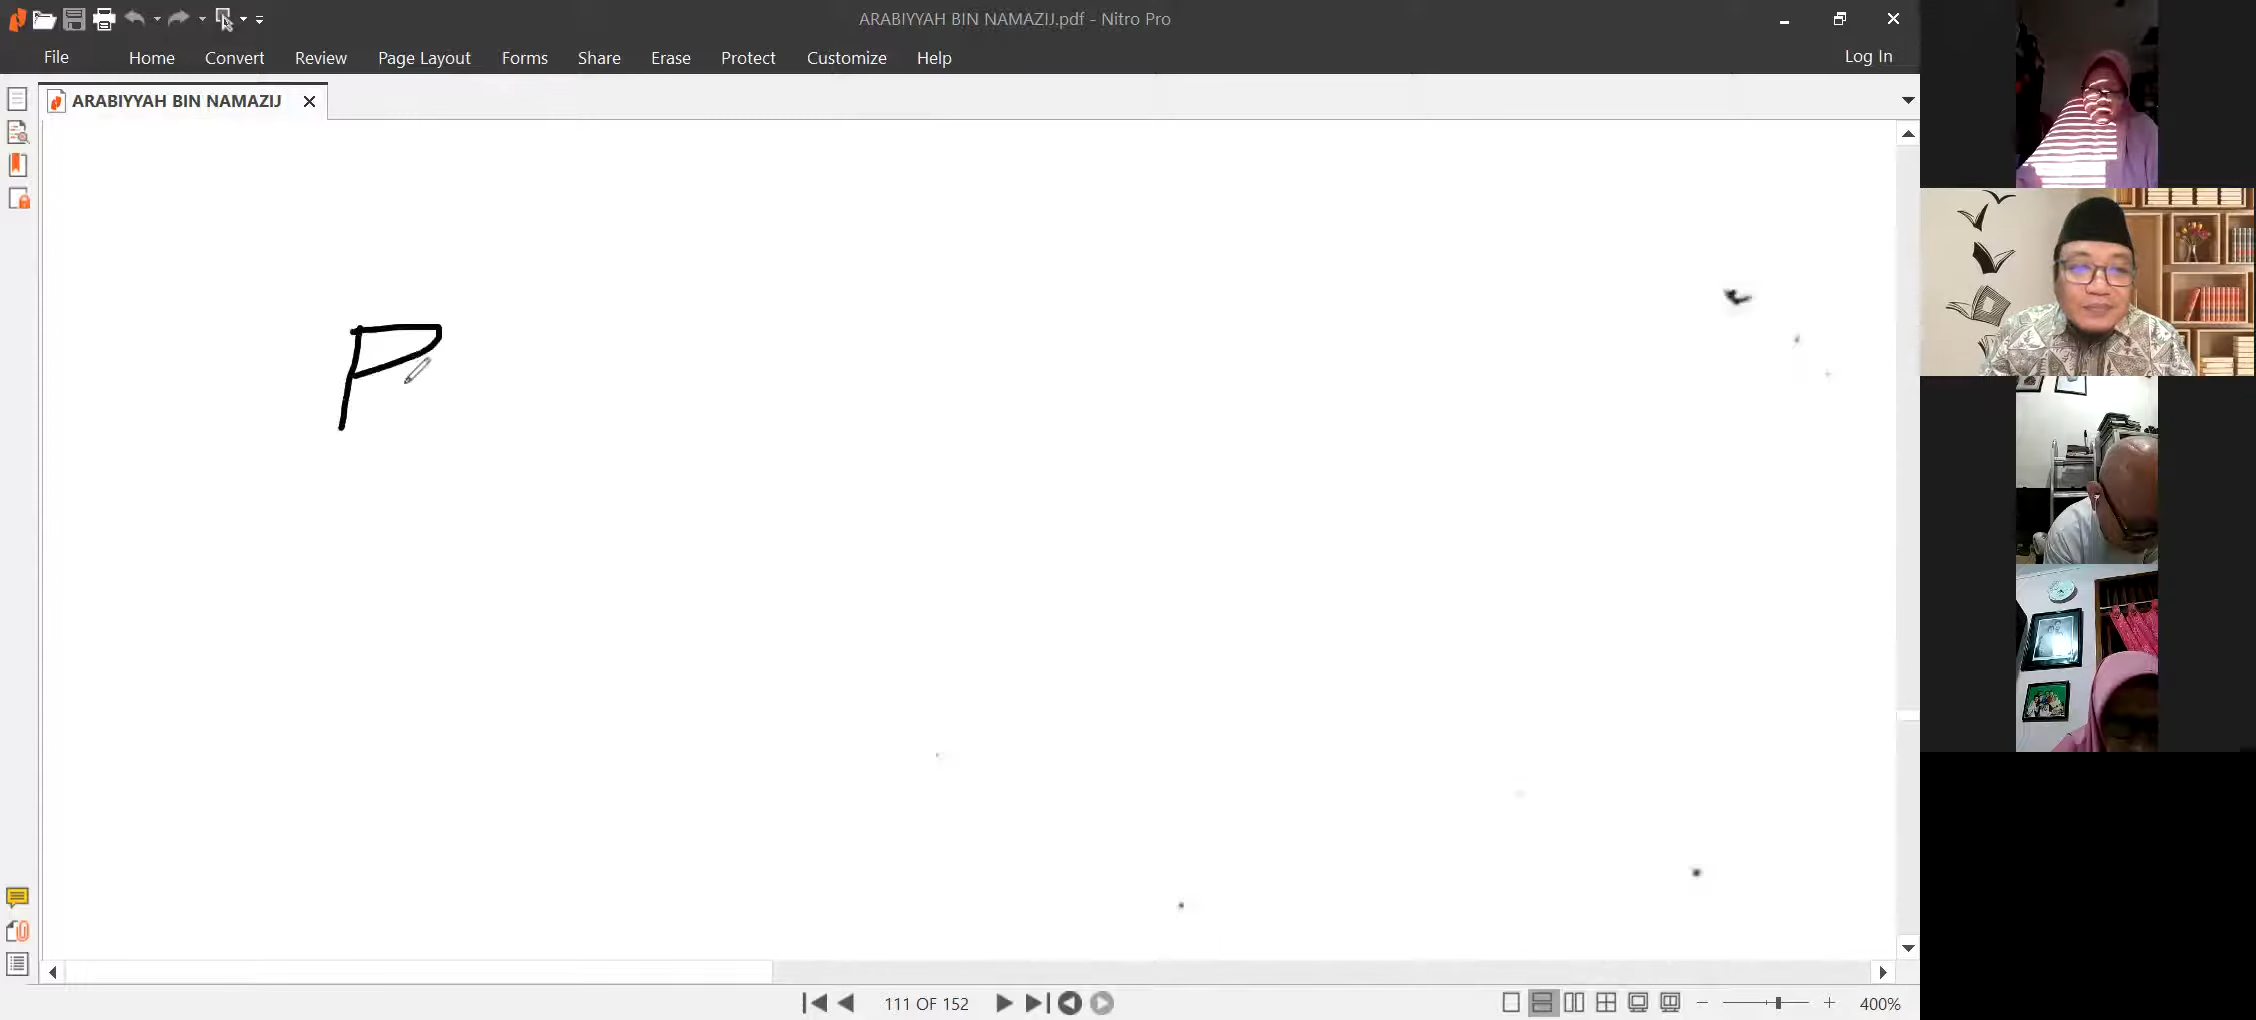 ARABIYYAH BIN NAMAZIJ.pdf - Nitro Pro
File Home Convert Review Page Layout Forms Share Erase Protect Customize Help Log In
ARABIYYAH BIN NAMAZIJ
P
111 OF 152
400%